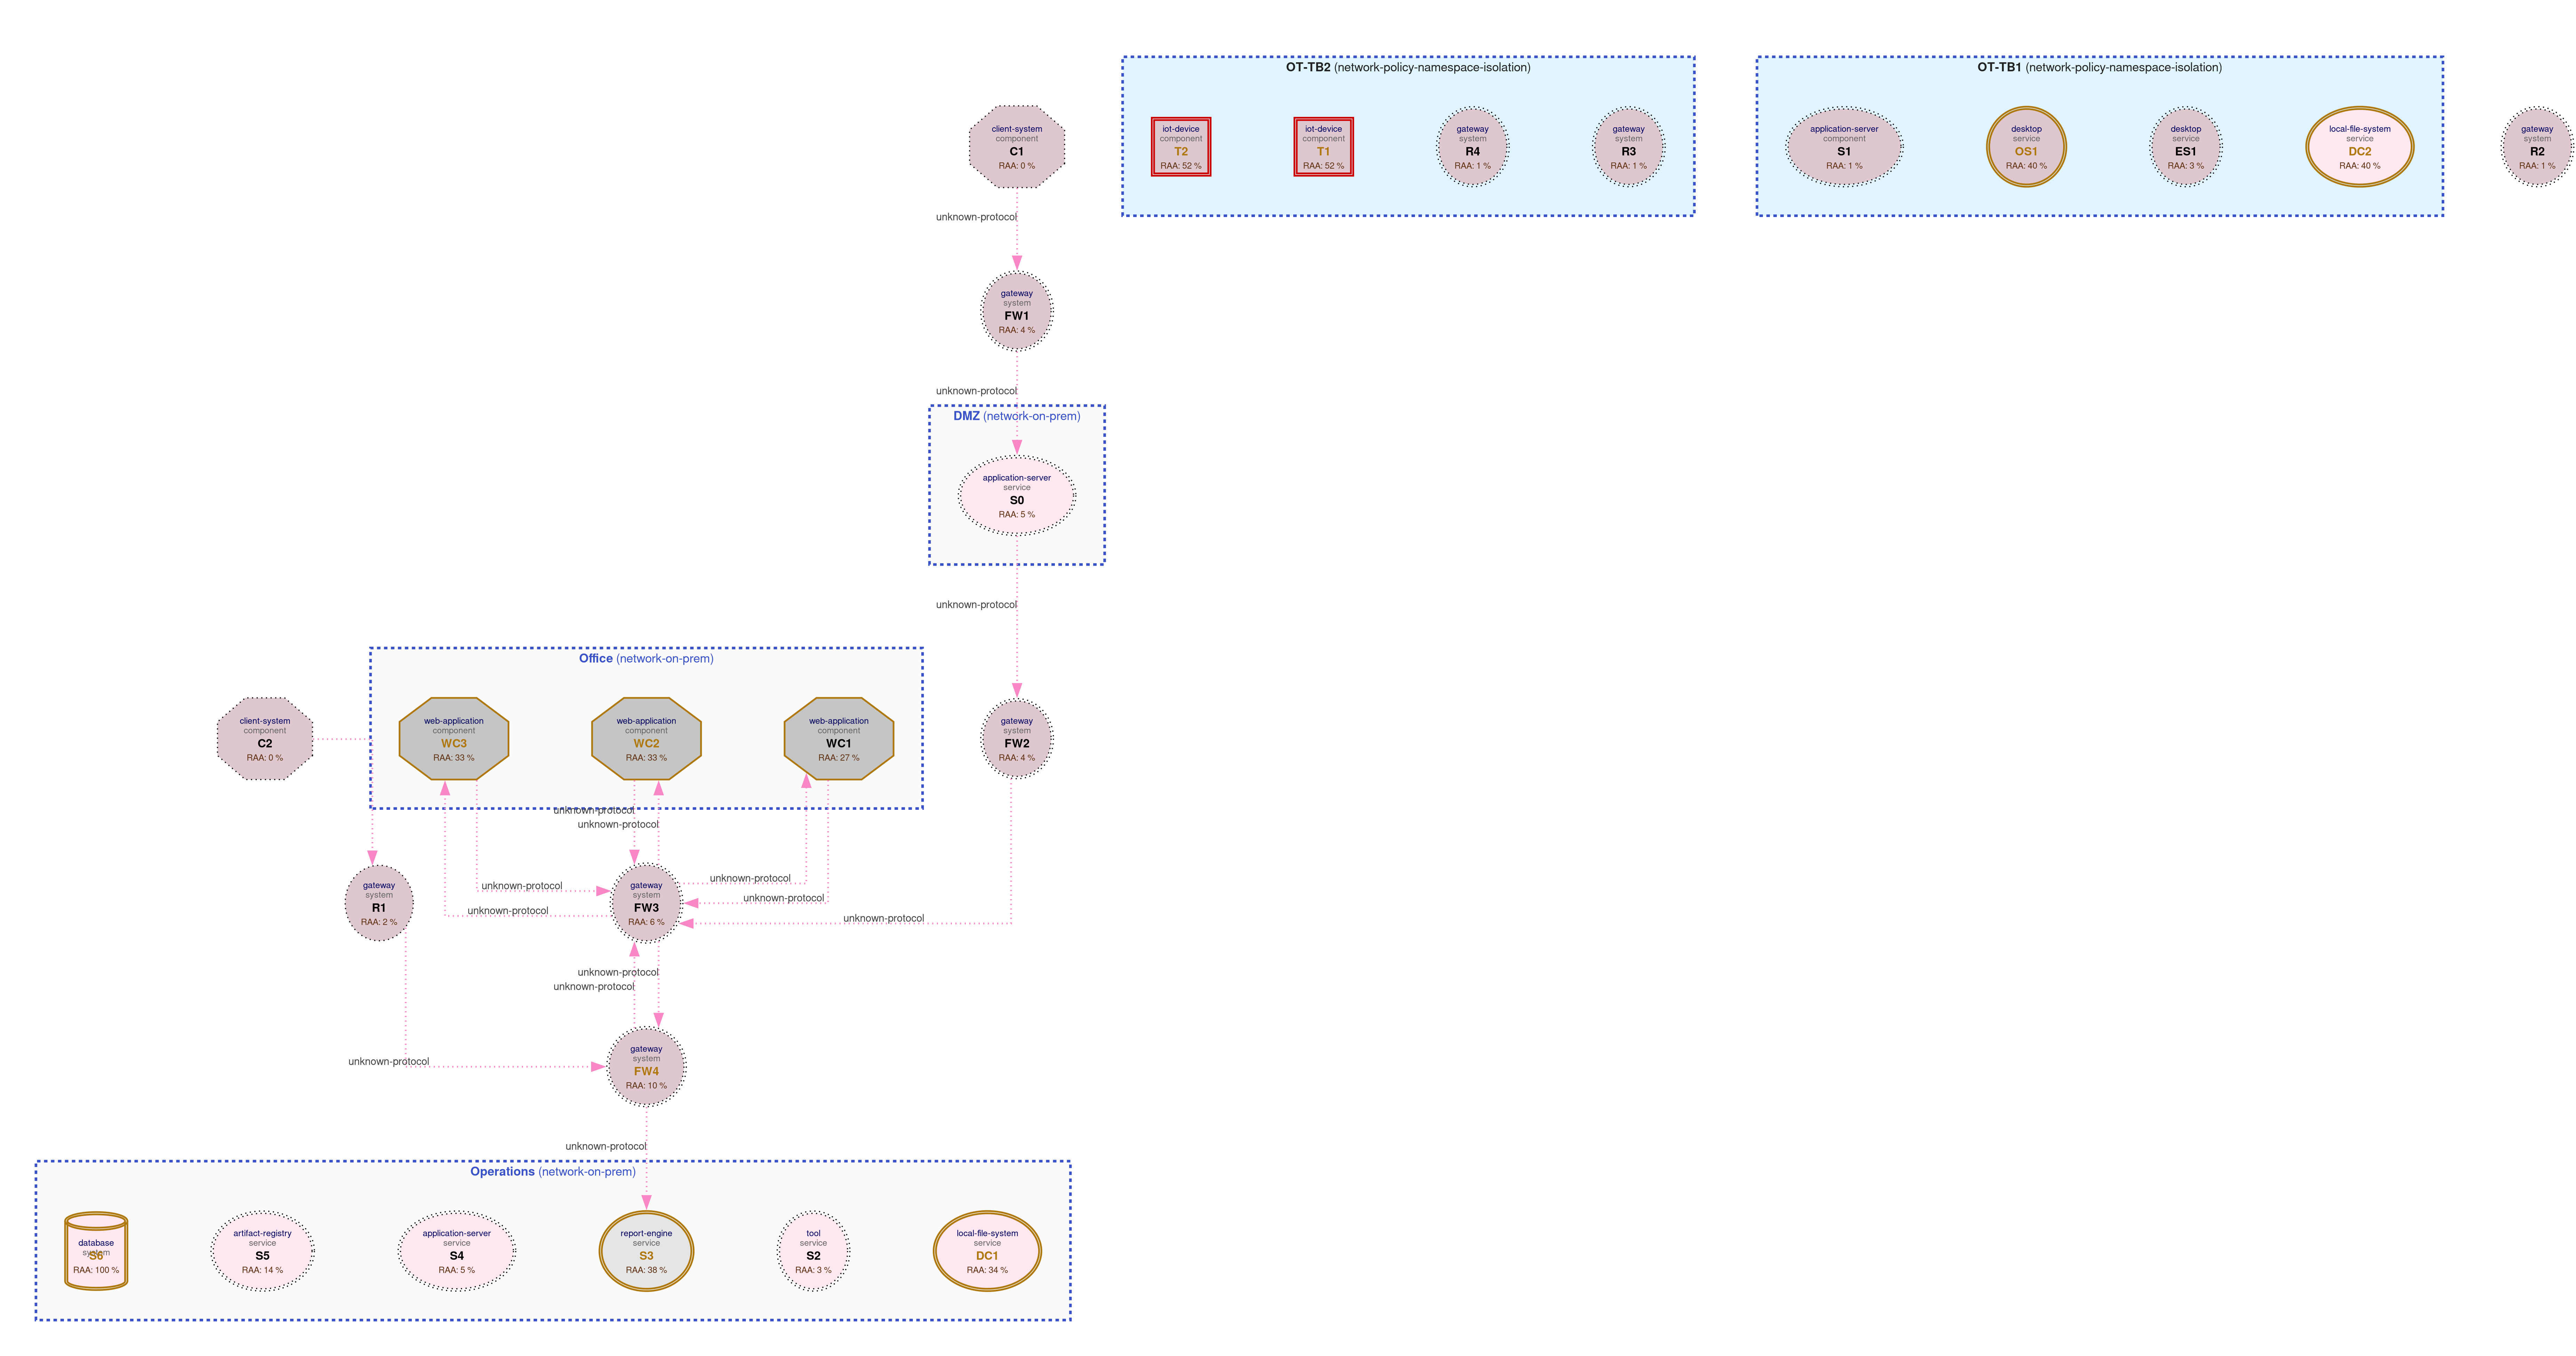 OT-TB2 (network-policy-namespace-isolation)
OT-TB1 (network-policy-namespace-isolation)
client-system
component
C1
RAA: 0 %
iot-device
component
T2
RAA: 52 %
iot-device
component
T1
RAA: 52 %
gateway
system
R4
RAA: 1 %
gateway
system
R3
RAA: 1 %
application-server
component
S1
RAA: 1 %
desktop
service
OS1
RAA: 40 %
desktop
service
ES1
RAA: 3 %
local-file-system
service
DC2
RAA: 40 %
gateway
system
R2
RAA: 1 %
unknown-protocol
gateway
system
FW1
RAA: 4 %
unknown-protocol
DMZ (network-on-prem)
application-server
service
S0
RAA: 5 %
unknown-protocol
Office (network-on-prem)
client-system
component
C2
RAA: 0 %
web-application
component
WC3
RAA: 33 %
web-application
component
WC2
RAA: 33 %
web-application
component
WC1
RAA: 27 %
gateway
system
FW2
RAA: 4 %
unknown-protocol
unknown-protocol
gateway
system
R1
RAA: 2 %
unknown-protocol
unknown-protocol
gateway
system
FW3
RAA: 6 %
unknown-protocol
unknown-protocol
unknown-protocol
unknown-protocol
unknown-protocol
unknown-protocol
gateway
system
FW4
RAA: 10 %
unknown-protocol
Operations (network-on-prem)
database
system
S6
RAA: 100 %
artifact-registry
service
S5
RAA: 14 %
application-server
service
S4
RAA: 5 %
report-engine
service
S3
RAA: 38 %
tool
service
S2
RAA: 3 %
local-file-system
service
DC1
RAA: 34 %